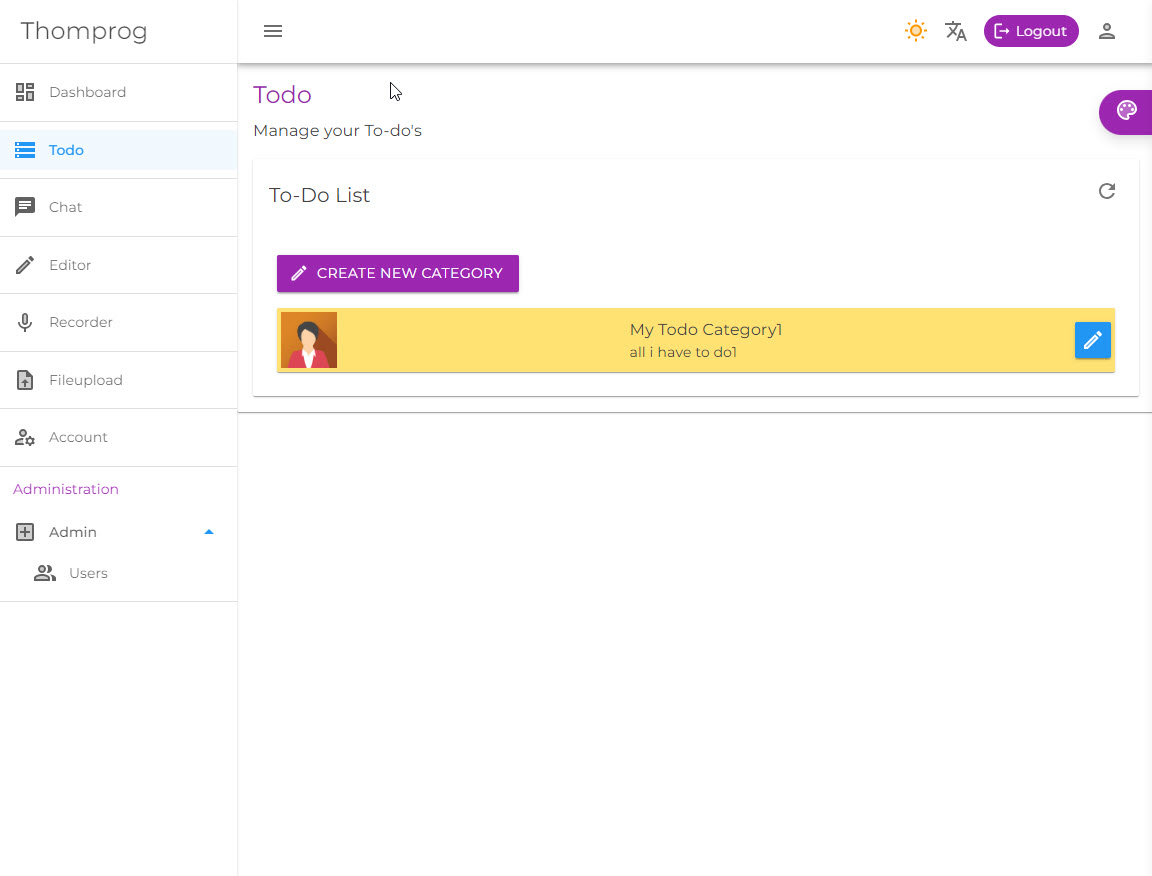 Thomprog
Logout
Dashboard
Todo
Chat
Editor
Recorder
Fileupload
Account
Administration
Admin
Users
Todo
Manage your To-do's
To-Do List
CREATE NEW CATEGORY
My Todo Category1
all i have to do1